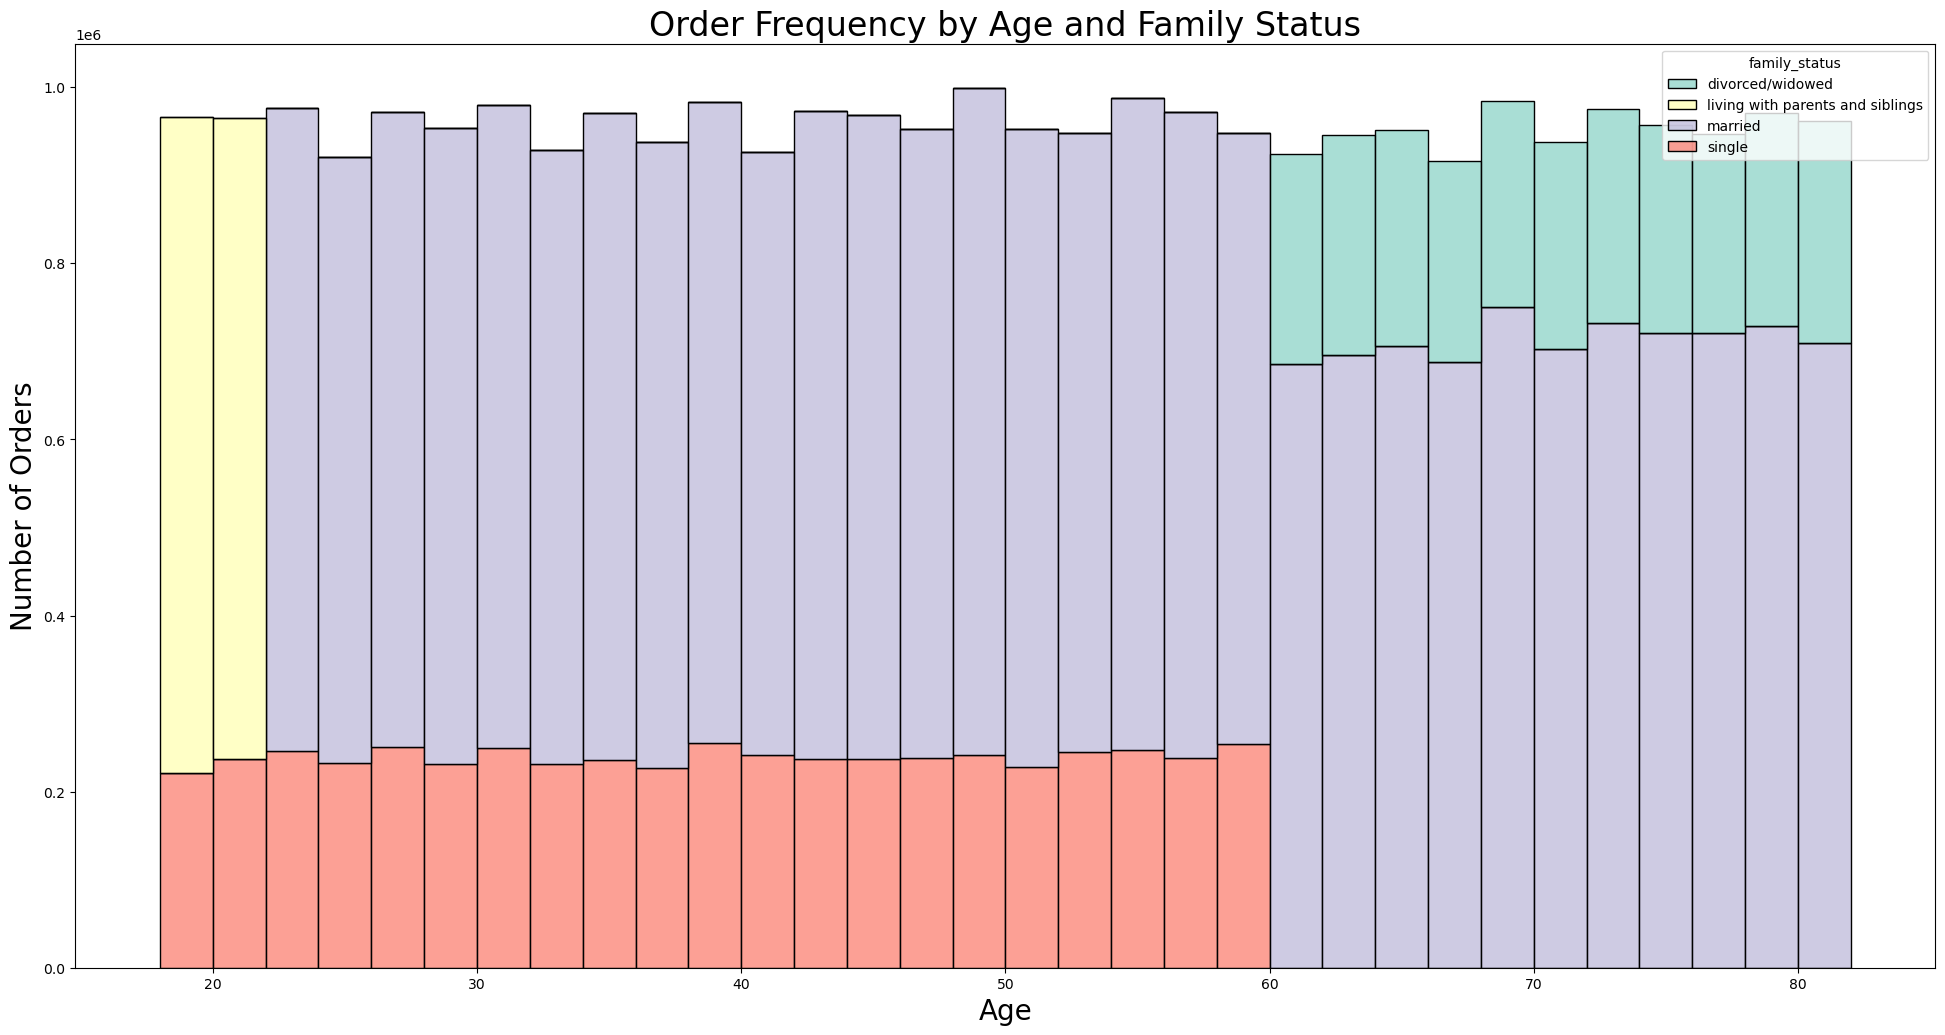 Order Frequency by Age and Family Status
1e6
family_status
divorced/widowed
living with parents and siblings
married
single
1.0
0.8
0.6
0.4
0.2
0.0
Number of Orders
20 30 40 50 60 70 80
Age